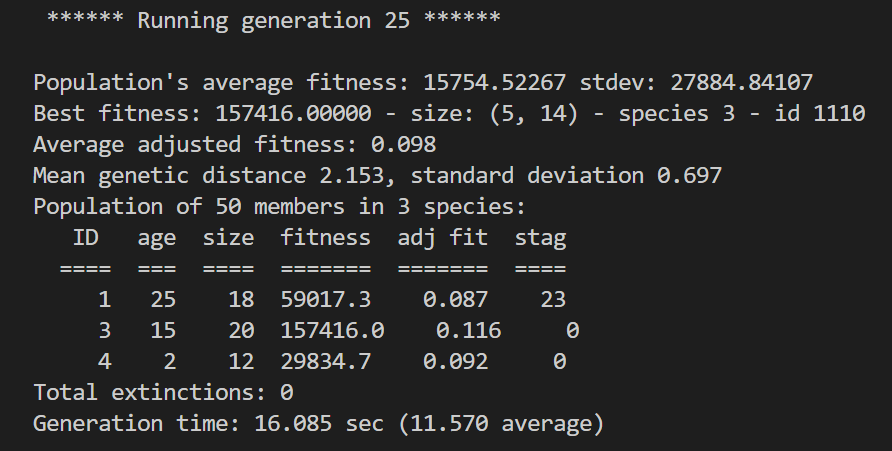 ****** Running generation 25 ******
Population's average fitness: 15754.52267 stdev: 27884.84107
Best fitness: 157416.00000 - size: (5, 14) - species 3 - id 1110
Average adjusted fitness: 0.098
Mean genetic distance 2.153, standard deviation 0.697
Population of 50 members in 3 species:
   ID   age  size  fitness  adj fit  stag
  ====  ===  ====  =======  =======  ====
     1   25    18  59017.3    0.087    23
     3   15    20  157416.0    0.116     0
     4    2    12  29834.7    0.092     0
Total extinctions: 0
Generation time: 16.085 sec (11.570 average)